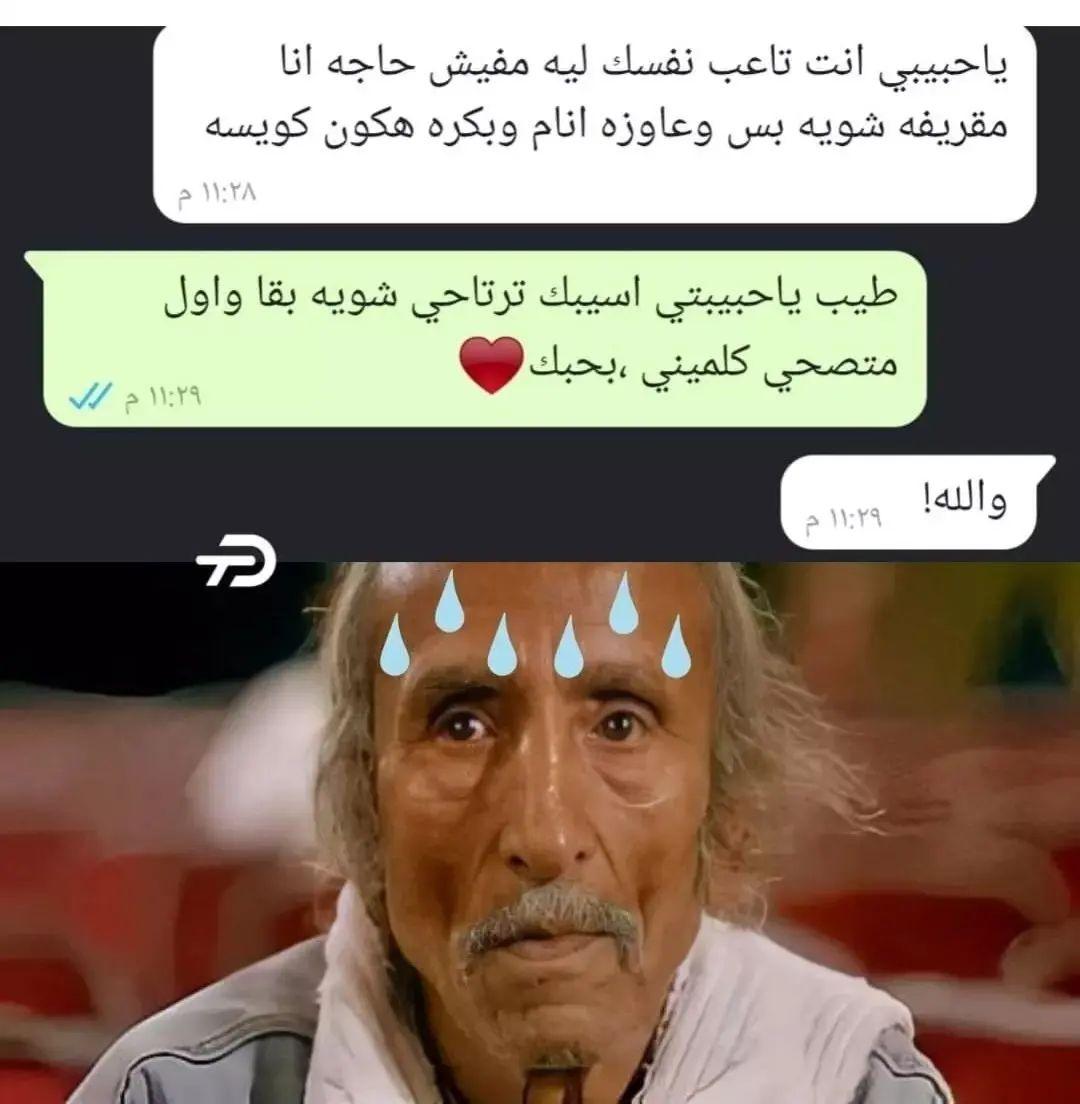 ياحبيبي انت تاعب نفسك ليه مفيش حاجه انا
مقريفه شويه بس وعاوزه انام وبكره هكون كويسه
١١:٢٨ م
طيب ياحبيبتي اسيبك ترتاحي شويه بقا واول
متصحي كلميني ،بحبك❤️
١١:٢٩ م
والله!
١١:٢٩ م